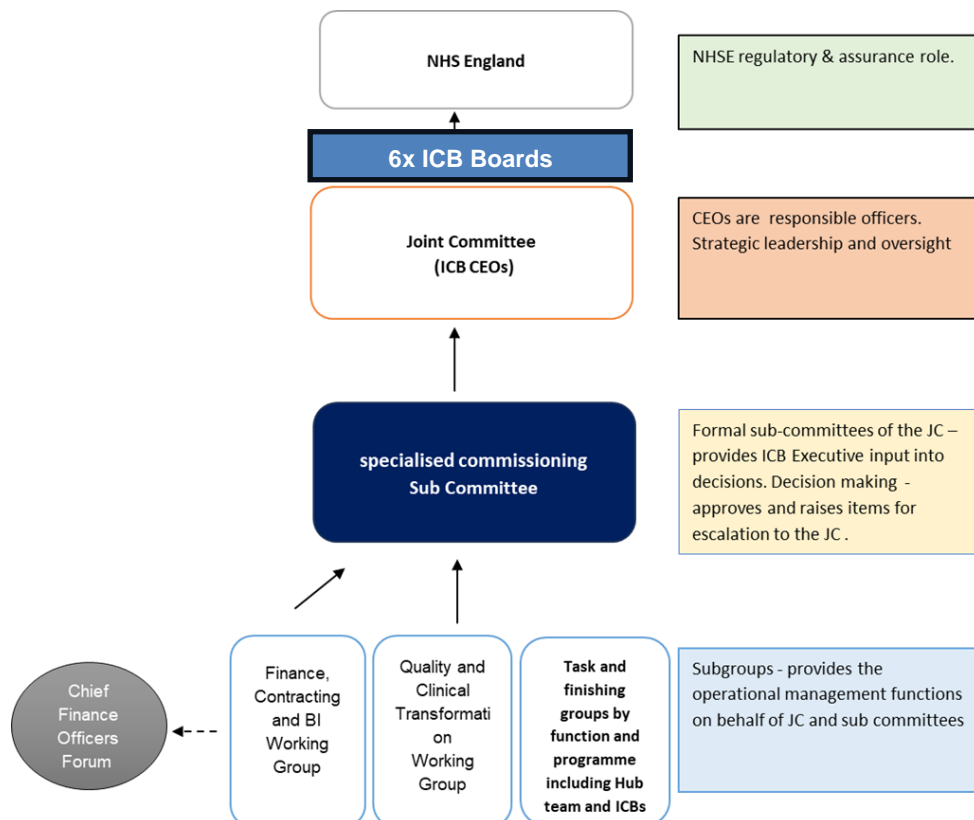 NHS England
NHSE regulatory & assurance role.
6x ICB Boards
Joint Committee
(ICB CEOs)
CEOs are responsible officers.
Strategic leadership and oversight
specialised commissioning
Sub Committee
Formal sub-committees of the JC –
provides ICB Executive input into
decisions. Decision making -
approves and raises items for
escalation to the JC .
Chief
Finance
Officers
Forum
Finance,
Contracting
and BI
Working
Group
Quality and
Clinical
Transformati
on
Working
Group
Task and
finishing
groups by
function and
programme
including Hub
team and ICBs
Subgroups - provides the
operational management functions
on behalf of JC and sub committees